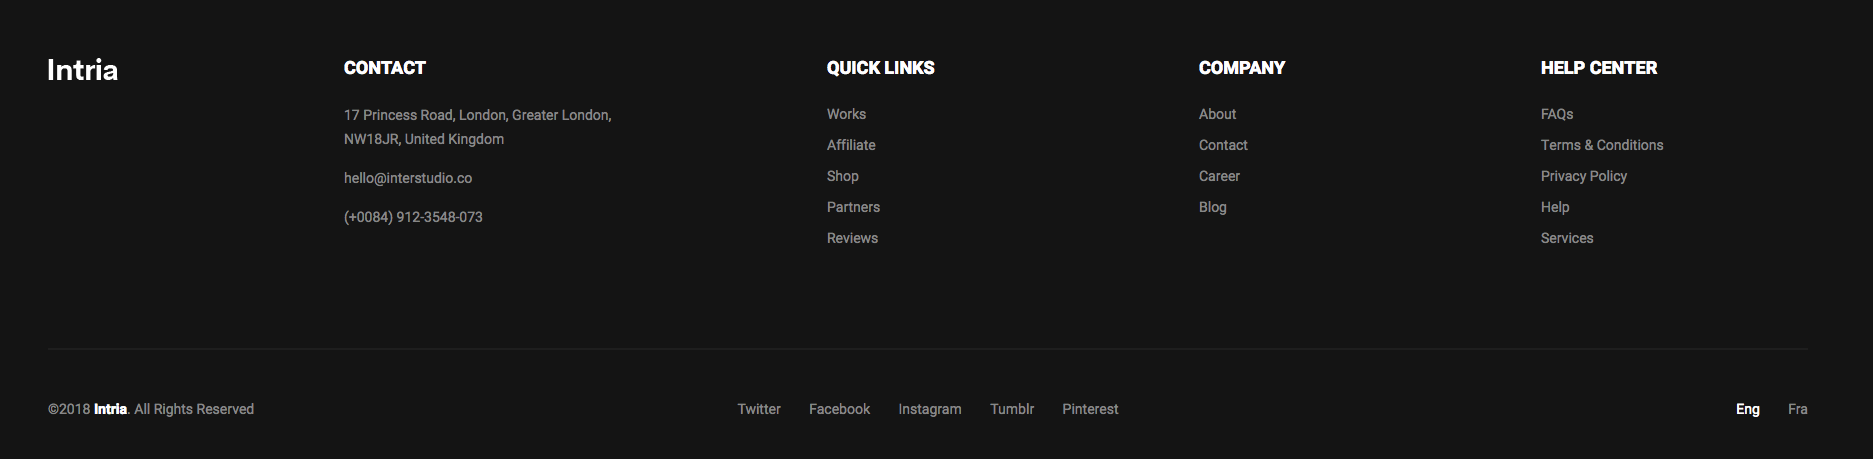 Intria
CONTACT
17 Princess Road, London, Greater London,
NW18JR, United Kingdom
hello@interstudio.co
(+0084) 912-3548-073
QUICK LINKS
Works
Affiliate
Shop
Partners
Reviews
COMPANY
About
Contact
Career
Blog
HELP CENTER
FAQs
Terms & Conditions
Privacy Policy
Help
Services
©2018 Intria. All Rights Reserved
Twitter Facebook Instagram Tumblr Pinterest
Eng Fra